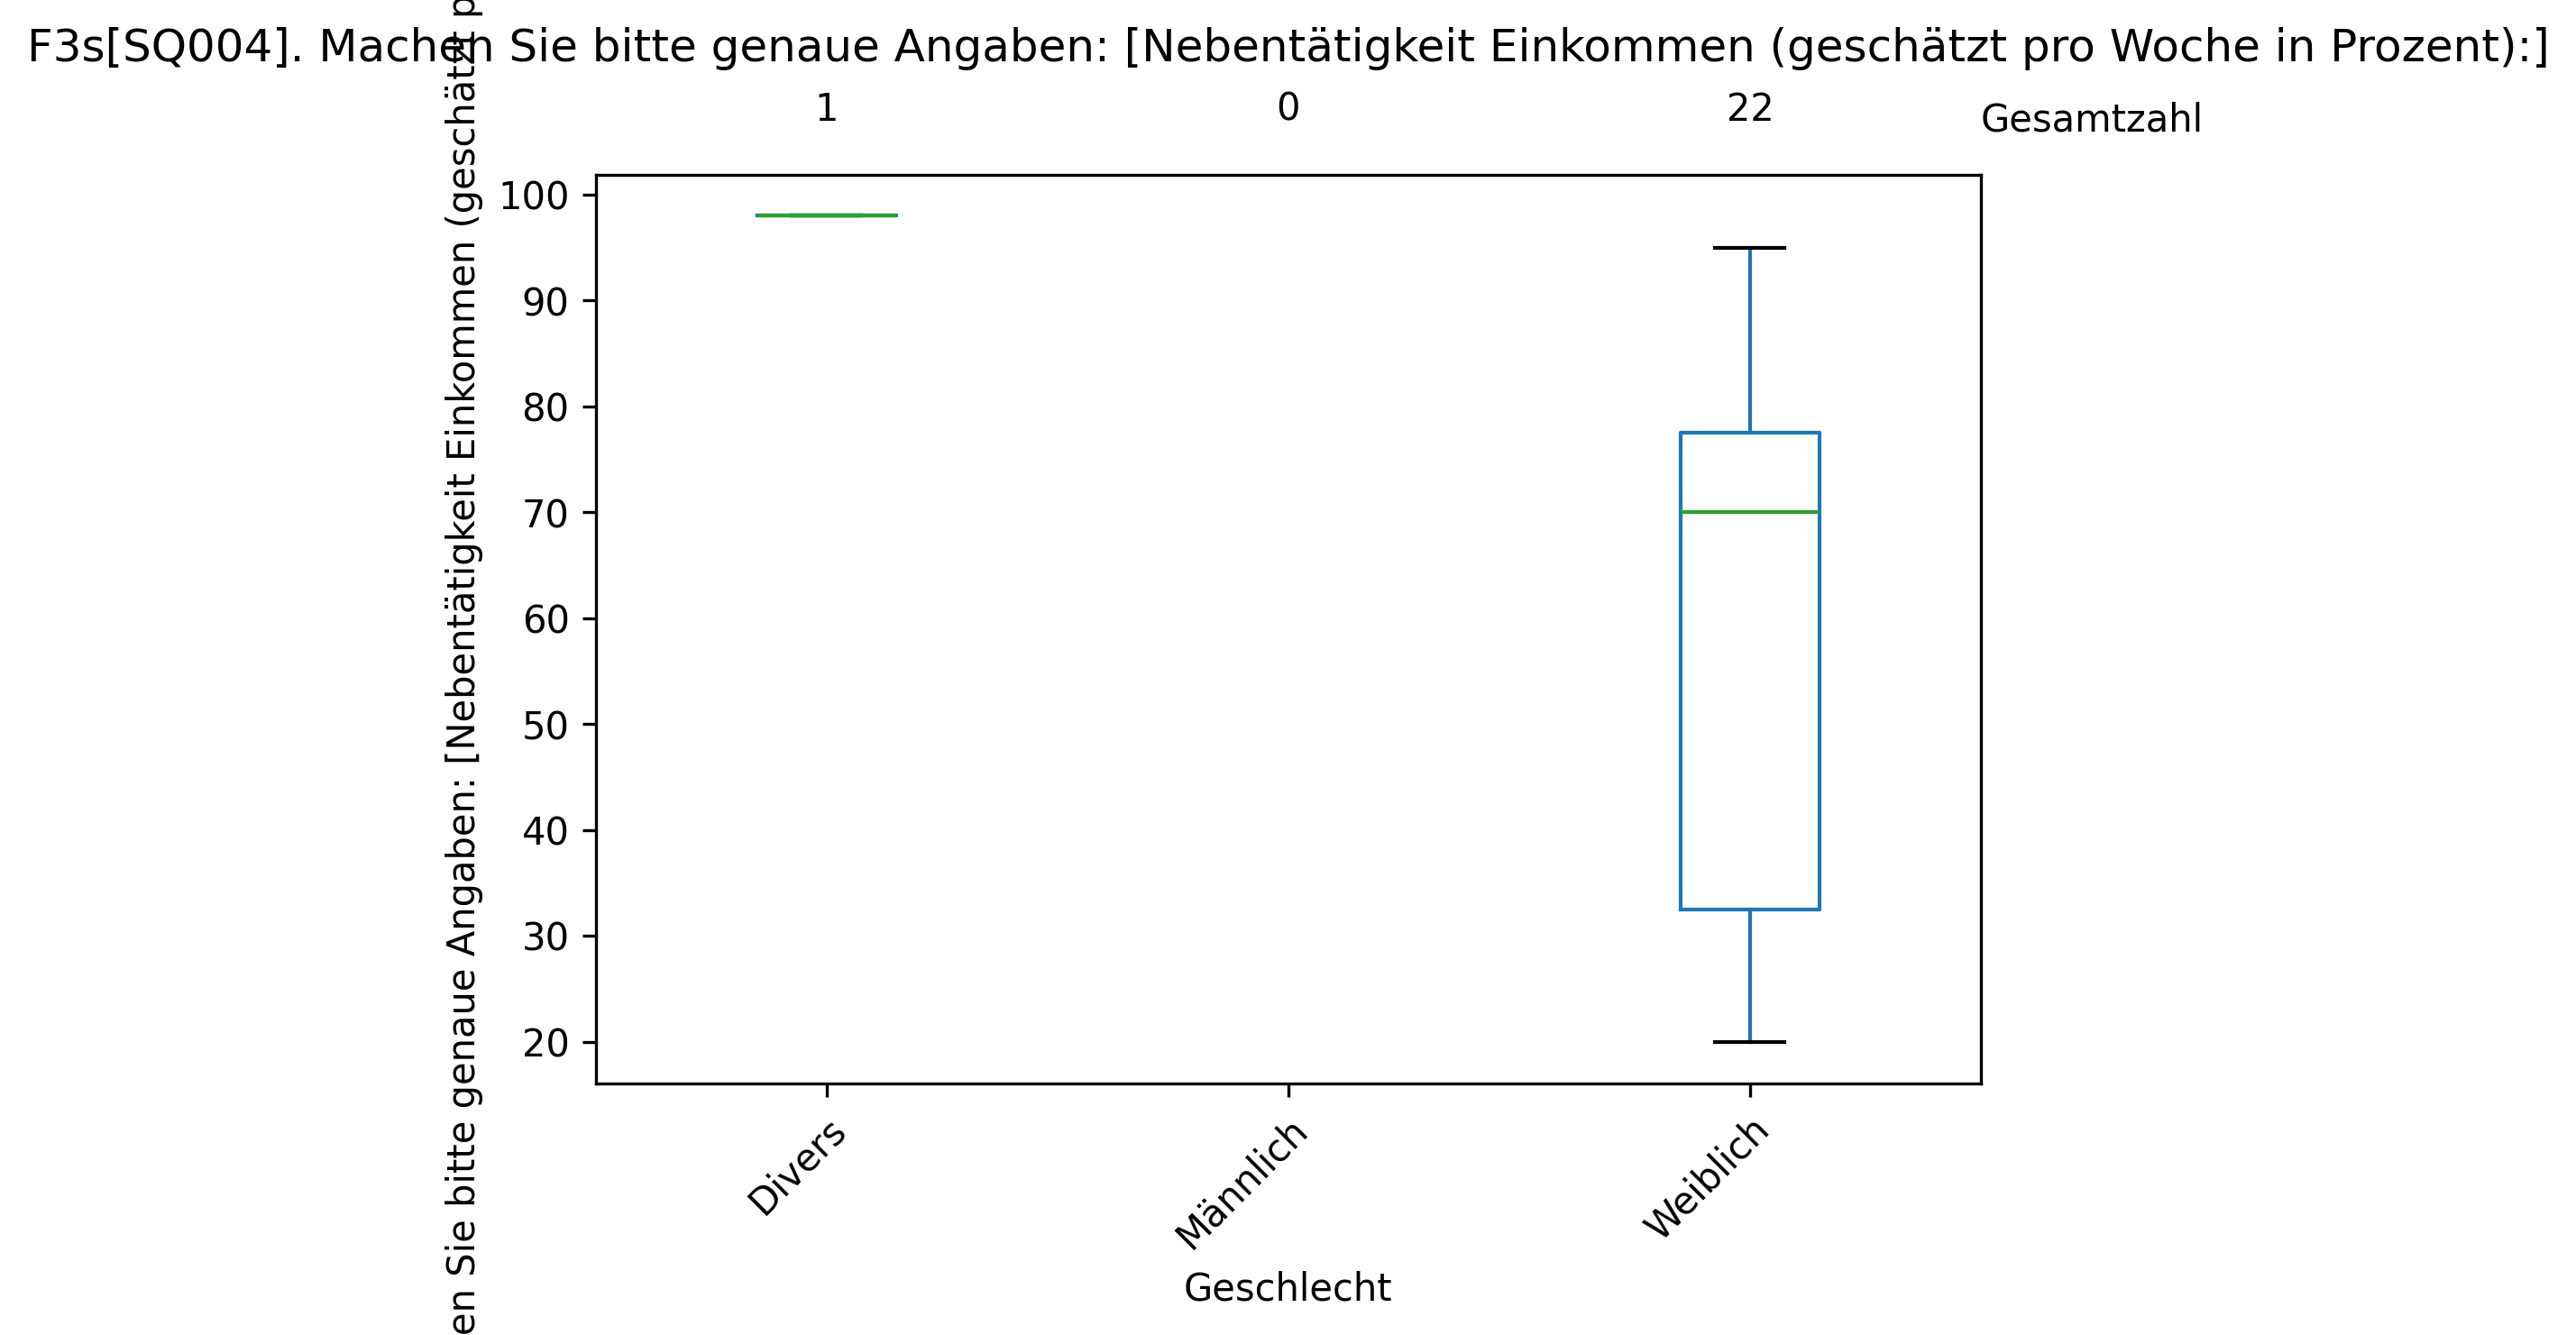 F3s[SQ004]. Machen Sie bitte genaue Angaben: [Nebentätigkeit Einkommen (geschätzt pro Woche in Prozent):]
1 0 22 Gesamtzahl
en Sie bitte genaue Angaben: [Nebentätigkeit Einkommen (geschätzt p
100
90
80
70
60
50
40
30
20
Divers Männlich Weiblich
Geschlecht